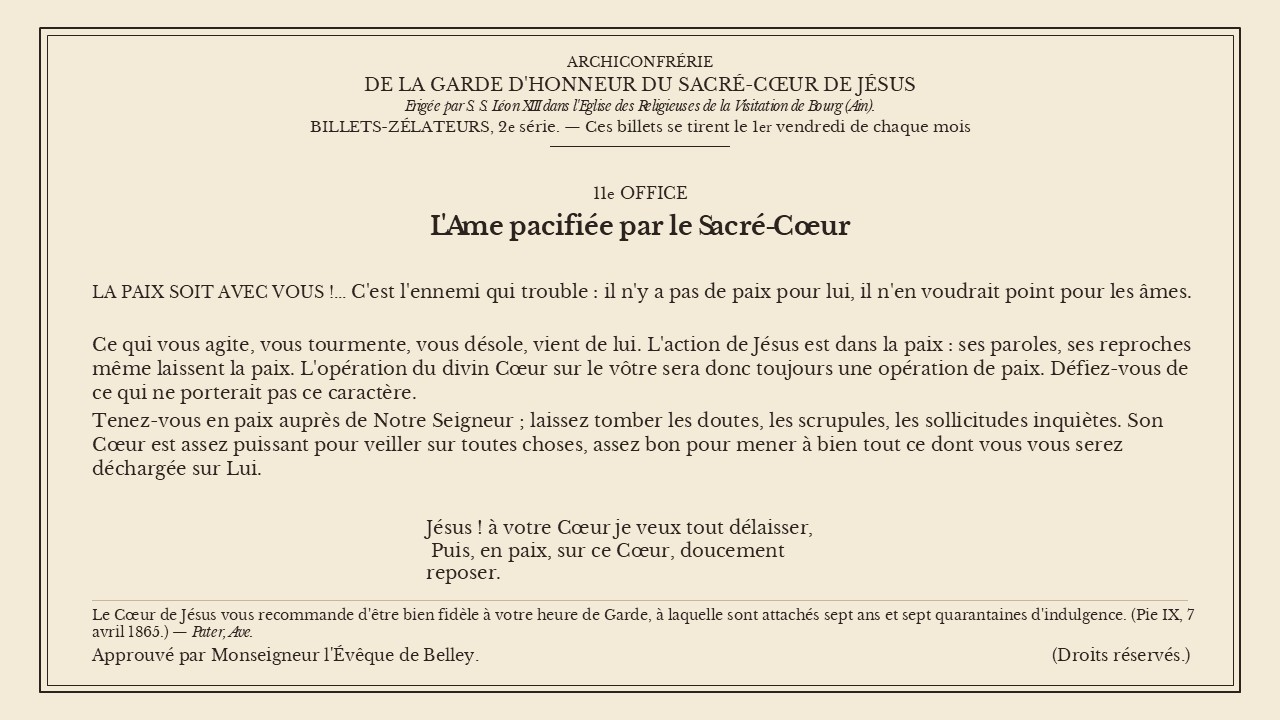 ARCHICONFRÉRIE
DE LA GARDE D'HONNEUR DU SACRÉ-CŒUR DE JÉSUS
Erigée par S. S. Léon XIII dans l'Eglise des Religieuses de la Visitation de Bourg (Ain).
BILLETS-ZÉLATEURS, 2e série. — Ces billets se tirent le 1er vendredi de chaque mois
11e OFFICE
L'Ame pacifiée par le Sacré-Cœur
LA PAIX SOIT AVEC VOUS !... C'est l'ennemi qui trouble : il n'y a pas de paix pour lui, il n'en voudrait point pour les âmes.
Ce qui vous agite, vous tourmente, vous désole, vient de lui. L'action de Jésus est dans la paix : ses paroles, ses reproches
même laissent la paix. L'opération du divin Cœur sur le vôtre sera donc toujours une opération de paix. Défiez-vous de
ce qui ne porterait pas ce caractère.
Tenez-vous en paix auprès de Notre Seigneur ; laissez tomber les doutes, les scrupules, les sollicitudes inquiètes. Son
Cœur est assez puissant pour veiller sur toutes choses, assez bon pour mener à bien tout ce dont vous vous serez
déchargée sur Lui.
Jésus ! à votre Cœur je veux tout délaisser,
Puis, en paix, sur ce Cœur, doucement
reposer.
Le Cœur de Jésus vous recommande d'être bien fidèle à votre heure de Garde, à laquelle sont attachés sept ans et sept quarantaines d'indulgence. (Pie IX, 7
avril 1865.) — Pater, Ave.
Approuvé par Monseigneur l'Évêque de Belley. (Droits réservés.)